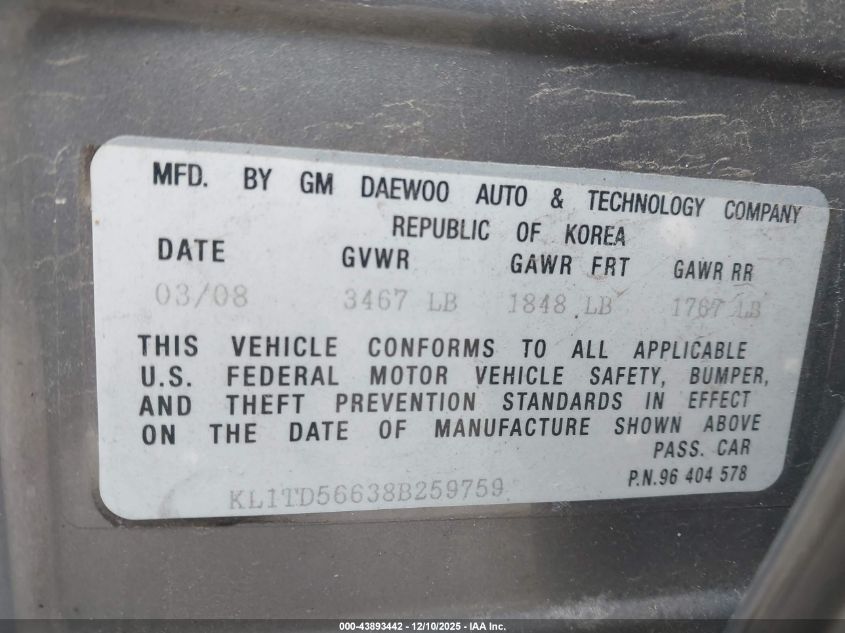 MFD. BY GM DAEWOO AUTO & TECHNOLOGY COMPANY
REPUBLIC OF KOREA
DATE GVWR GAWR FRT GAWR RR
03/08 3467 LB 1848 LB 1767 LB
THIS VEHICLE CONFORMS TO ALL APPLICABLE
U.S. FEDERAL MOTOR VEHICLE SAFETY, BUMPER,
AND THEFT PREVENTION STANDARDS IN EFFECT
ON THE DATE OF MANUFACTURE SHOWN ABOVE
PASS. CAR
KL1TD56638B259759 P.N.96 404 578
000-43893442 - 12/10/2025 - IAA Inc.